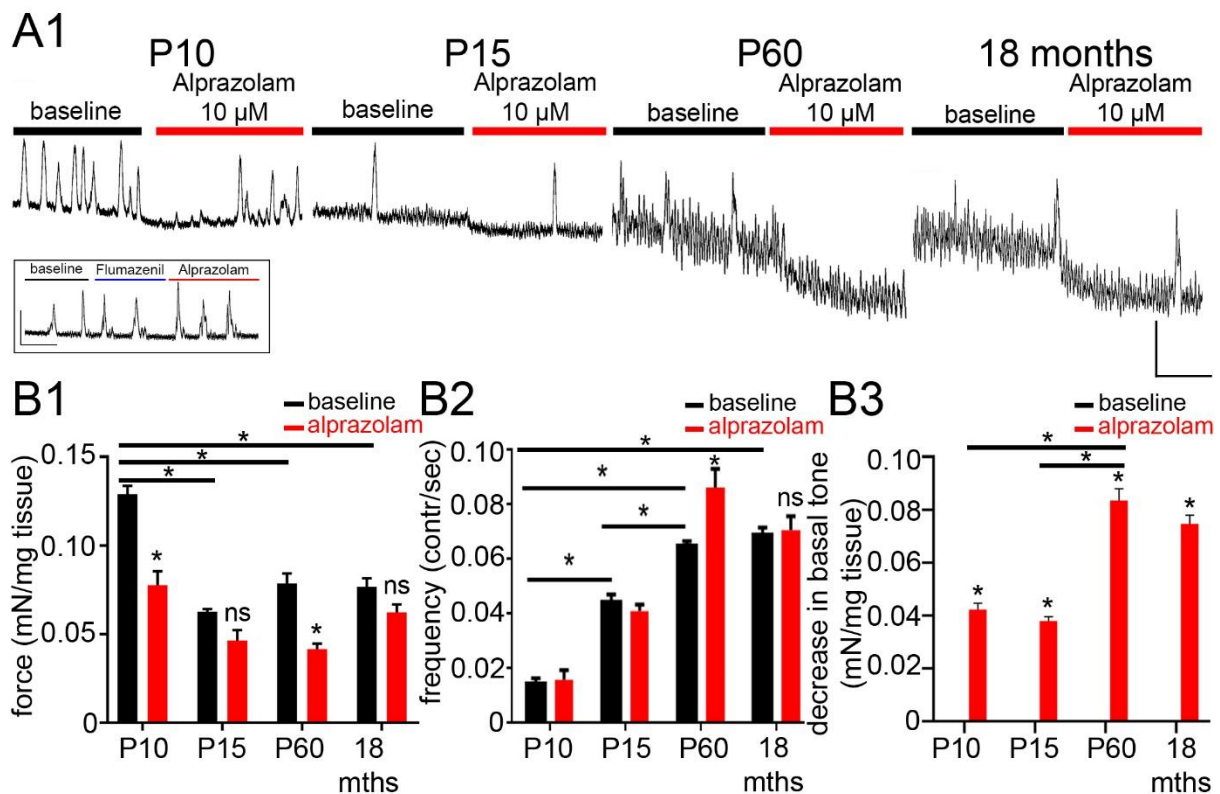 A1
P10
P15
P60
18 months
baseline
Alprazolam
10 µM
baseline
Alprazolam
10 µM
baseline
Alprazolam
10 µM
baseline
Alprazolam
10 µM
baseline
Flumazenil
Alprazolam
B1
baseline
alprazolam
force (mN/mg tissue)
0.15
0.10
0.05
0
*
*
*
*
ns
*
ns
P10
P15
P60
18
mths
B2
baseline
alprazolam
frequency (contr/sec)
0.10
0.08
0.06
0.04
0.02
0
*
*
*
*
*
ns
P10
P15
P60
18
mths
B3
baseline
alprazolam
decrease in basal tone
(mN/mg tissue)
0.10
0.08
0.06
0.04
0.02
0
*
*
*
*
*
*
P10
P15
P60
18
mths